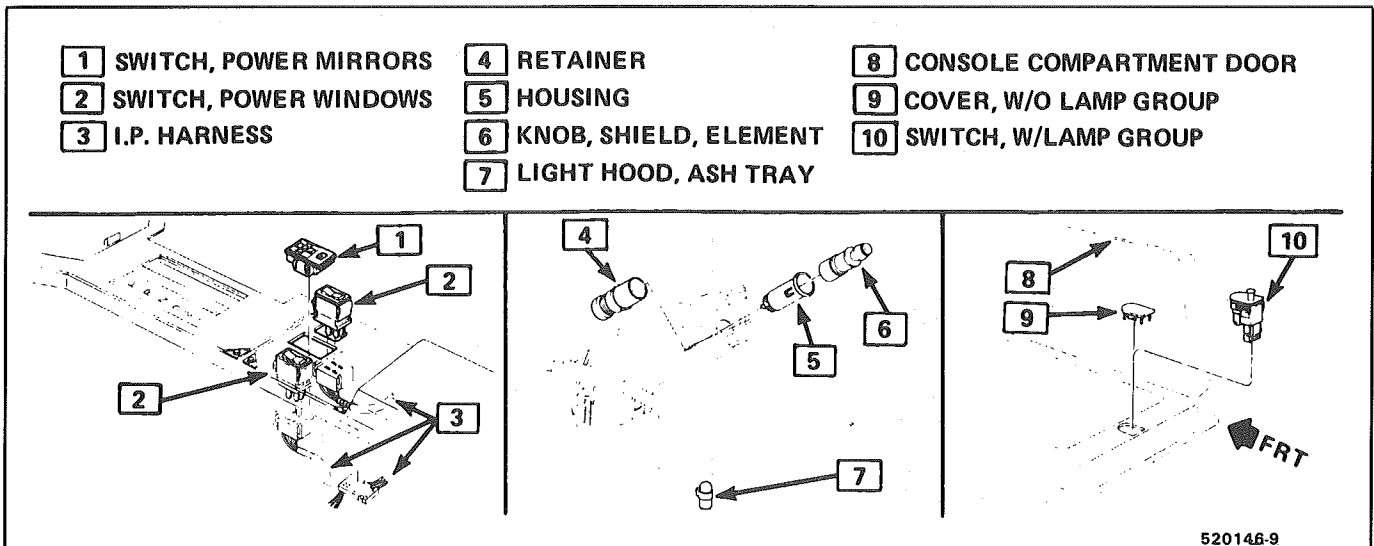 1 SWITCH, POWER MIRRORS
2 SWITCH, POWER WINDOWS
3 I.P. HARNESS
4 RETAINER
5 HOUSING
6 KNOB, SHIELD, ELEMENT
7 LIGHT HOOD, ASH TRAY
8 CONSOLE COMPARTMENT DOOR
9 COVER, W/O LAMP GROUP
10 SWITCH, W/LAMP GROUP
1
2
2
3
4
5
6
7
8
9
10
FRT
520146-9